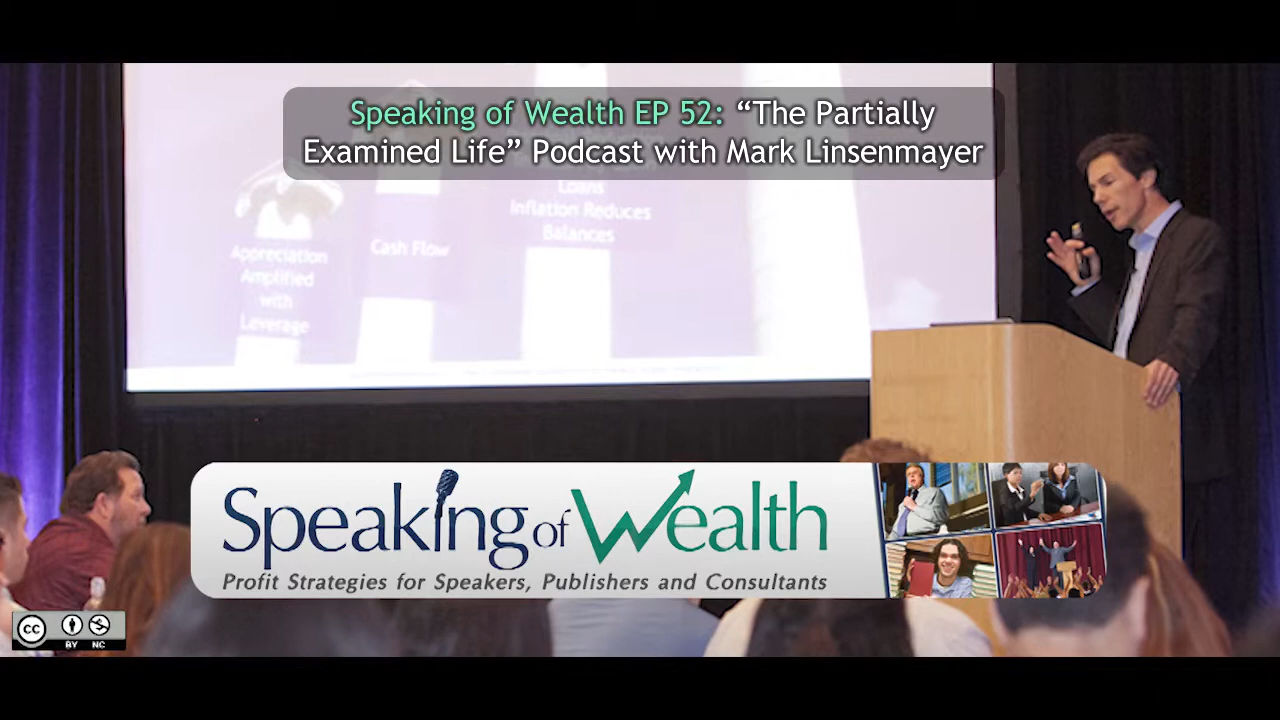 Speaking of Wealth EP 52: “The Partially
Examined Life” Podcast with Mark Linsenmayer
Loans
Inflation Reduces
Balances
Appreciation
Amplified
with
Leverage
Cash Flow
Speaking of Wealth
Profit Strategies for Speakers, Publishers and Consultants
cc
BY NC